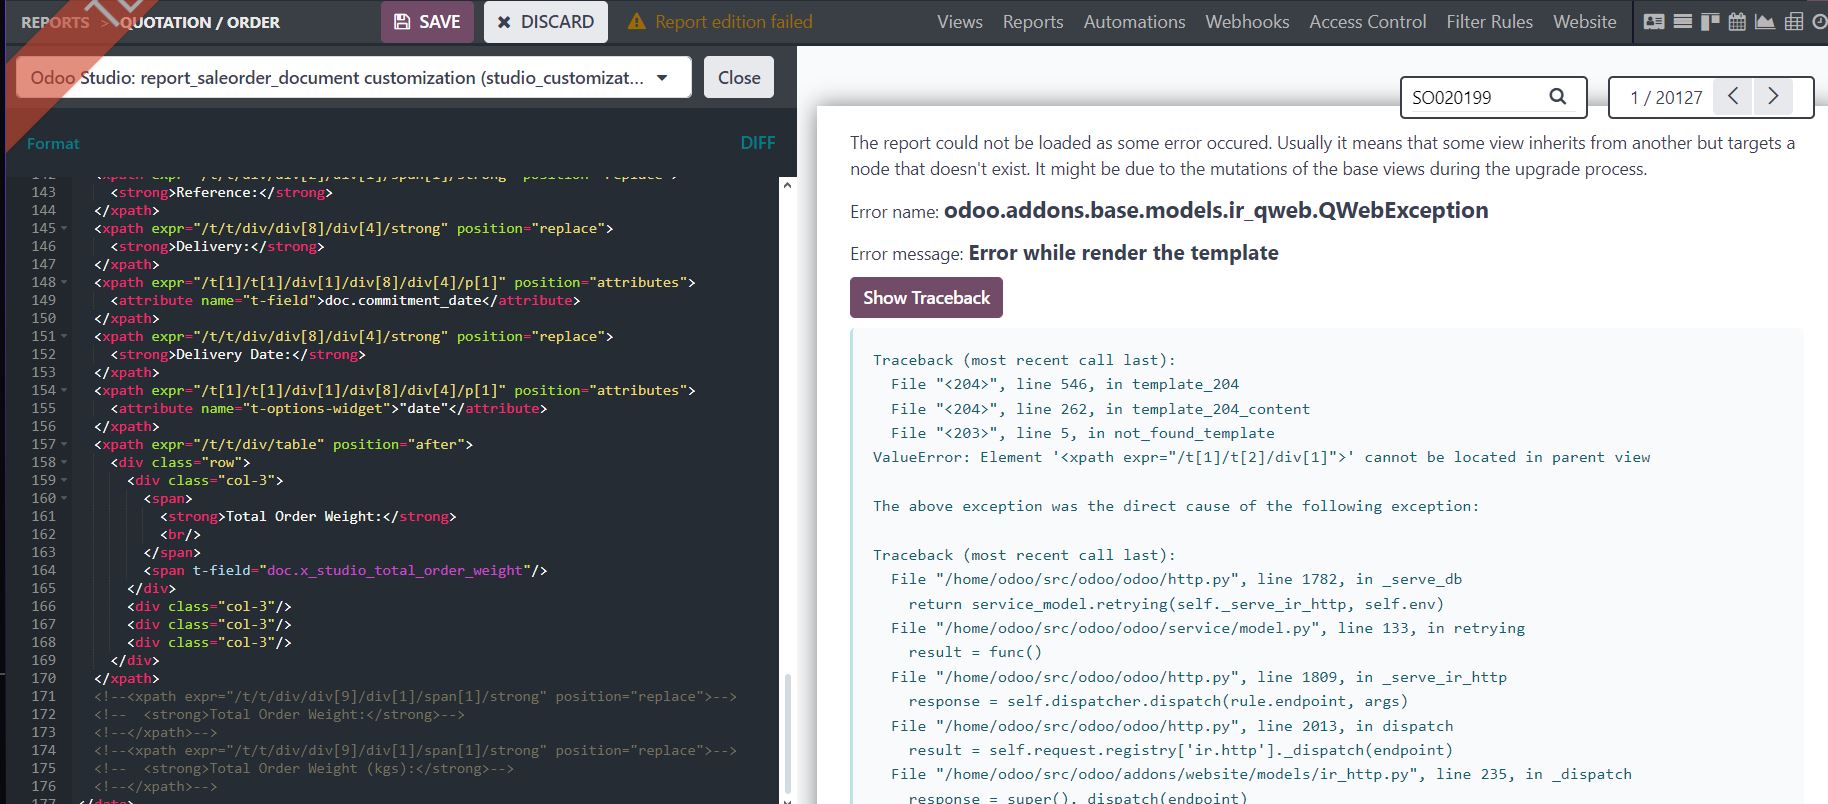 REPORTS > QUOTATION / ORDER
SAVE
DISCARD
Report edition failed
Views Reports Automations Webhooks Access Control Filter Rules Website
Odoo Studio: report_saleorder_document customization (studio_customizat...
Close
SO020199
1 / 20127
Format
DIFF
143 <strong>Reference:</strong>
144 </xpath>
145 <xpath expr="/t/t/div/div[8]/div[4]/strong" position="replace">
146 <strong>Delivery:</strong>
147 </xpath>
148 <xpath expr="/t[1]/t[1]/div[1]/div[8]/div[4]/p[1]" position="attributes">
149 <attribute name="t-field">doc.commitment_date</attribute>
150 </xpath>
151 <xpath expr="/t/t/div/div[8]/div[4]/strong" position="replace">
152 <strong>Delivery Date:</strong>
153 </xpath>
154 <xpath expr="/t[1]/t[1]/div[1]/div[8]/div[4]/p[1]" position="attributes">
155 <attribute name="t-options-widget">"date"</attribute>
156 </xpath>
157 <xpath expr="/t/t/div/table" position="after">
158 <div class="row">
159 <div class="col-3">
160 <span>
161 <strong>Total Order Weight:</strong>
162 <br/>
163 </span>
164 <span t-field="doc.x_studio_total_order_weight"/>
165 </div>
166 <div class="col-3"/>
167 <div class="col-3"/>
168 <div class="col-3"/>
169 </div>
170 </xpath>
171 <!--<xpath expr="/t/t/div/div[9]/div[1]/span[1]/strong" position="replace">-->
172 <!-- <strong>Total Order Weight:</strong>-->
173 <!--</xpath>-->
174 <!--<xpath expr="/t/t/div/div[9]/div[1]/span[1]/strong" position="replace">-->
175 <!-- <strong>Total Order Weight (kgs):</strong>-->
176 <!--</xpath>-->
The report could not be loaded as some error occured. Usually it means that some view inherits from another but targets a
node that doesn't exist. It might be due to the mutations of the base views during the upgrade process.
Error name: odoo.addons.base.models.ir_qweb.QWebException
Error message: Error while render the template
Show Traceback
Traceback (most recent call last):
File "<204>", line 546, in template_204
File "<204>", line 262, in template_204_content
File "<203>", line 5, in not_found_template
ValueError: Element '<xpath expr="/t[1]/t[2]/div[1]">' cannot be located in parent view
The above exception was the direct cause of the following exception:
Traceback (most recent call last):
File "/home/odoo/src/odoo/odoo/http.py", line 1782, in _serve_db
return service_model.retrying(self._serve_ir_http, self.env)
File "/home/odoo/src/odoo/odoo/service/model.py", line 133, in retrying
result = func()
File "/home/odoo/src/odoo/odoo/http.py", line 1809, in _serve_ir_http
response = self.dispatcher.dispatch(rule.endpoint, args)
File "/home/odoo/src/odoo/odoo/http.py", line 2013, in dispatch
result = self.request.registry['ir.http']._dispatch(endpoint)
File "/home/odoo/src/odoo/addons/website/models/ir_http.py", line 235, in _dispatch
response = super()._dispatch(endpoint)